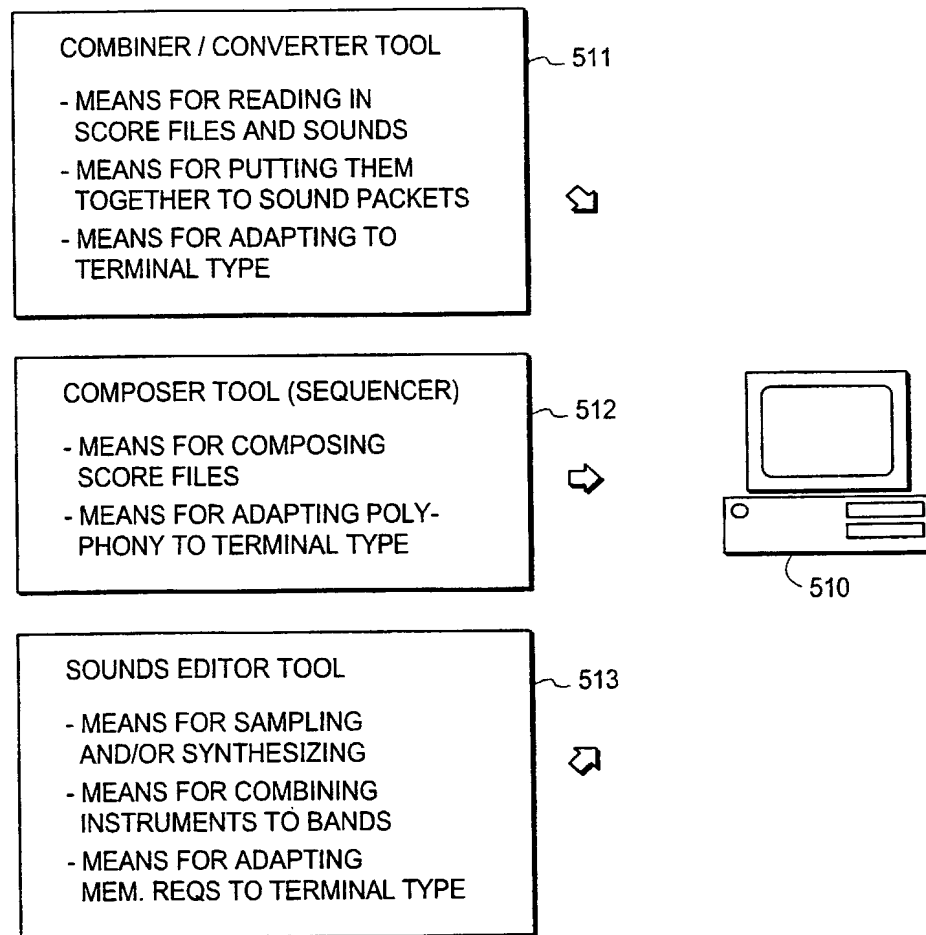 COMBINER / CONVERTER TOOL
- MEANS FOR READING IN
SCORE FILES AND SOUNDS
- MEANS FOR PUTTING THEM
TOGETHER TO SOUND PACKETS
- MEANS FOR ADAPTING TO
TERMINAL TYPE
511
COMPOSER TOOL (SEQUENCER)
- MEANS FOR COMPOSING
SCORE FILES
- MEANS FOR ADAPTING POLY-
PHONY TO TERMINAL TYPE
512
510
SOUNDS EDITOR TOOL
- MEANS FOR SAMPLING
AND/OR SYNTHESIZING
- MEANS FOR COMBINING
INSTRUMENTS TO BANDS
- MEANS FOR ADAPTING
MEM. REQS TO TERMINAL TYPE
513